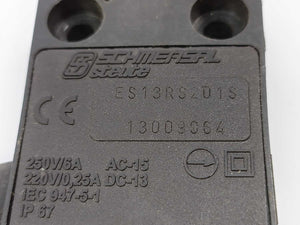 SCHMERSAL
steute
ES13RS2D1S
CE
13009064
250V/6A AC-15
220V/0,25A DC-13
IEC 947-5-1
IP 67